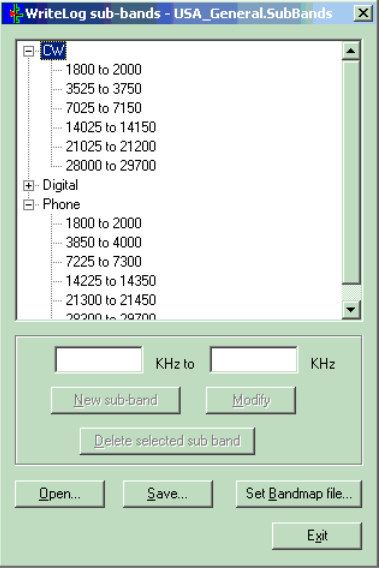 WriteLog sub-bands - USA_General.SubBands
CW
1800 to 2000
3525 to 3750
7025 to 7150
14025 to 14150
21025 to 21200
28000 to 29700
Digital
Phone
1800 to 2000
3850 to 4000
7225 to 7300
14225 to 14350
21300 to 21450
28300 to 29700
KHz to KHz
New sub-band Modify
Delete selected sub band
Open... Save... Set Bandmap file...
Exit